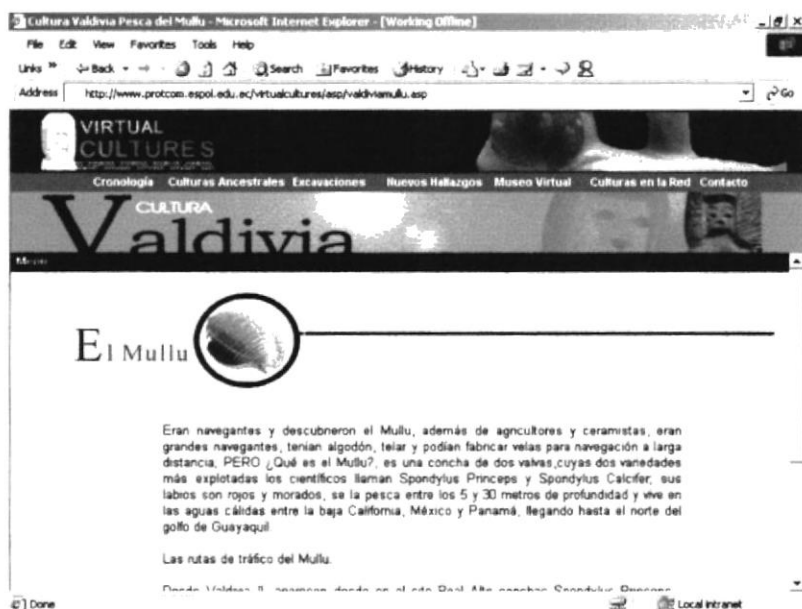 Cultura Valdivia Pesca del Mullu - Microsoft Internet Explorer - [Working Offline]
File Edit View Favorites Tools Help
Links » Back Search Favorites History
Address http://www.protcom.espol.edu.ec/virtualcultures/asp/valdiviamullu.asp Go
VIRTUAL
CULTURES
Cronología Culturas Ancestrales Excavaciones Nuevos Hallazgos Museo Virtual Culturas en la Red Contacto
CULTURA
Valdivia
El Mullu
Eran navegantes y descubrieron el Mullu, además de agricultores y ceramistas, eran
grandes navegantes, tenian algodón, telar y podían fabricar velas para navegación a larga
distancia, PERO ¿Qué es el Mullu?, es una concha de dos valvas,cuyas dos variedades
más explotadas los científicos llaman Spondylus Princeps y Spondylus Calcifer, sus
labios son rojos y morados, se la pesca entre los 5 y 30 metros de profundidad y vive en
las aguas cálidas entre la baja California, México y Panamá, llegando hasta el norte del
golfo de Guayaquil
Las rutas de tráfico del Mullu.
Done Local intranet